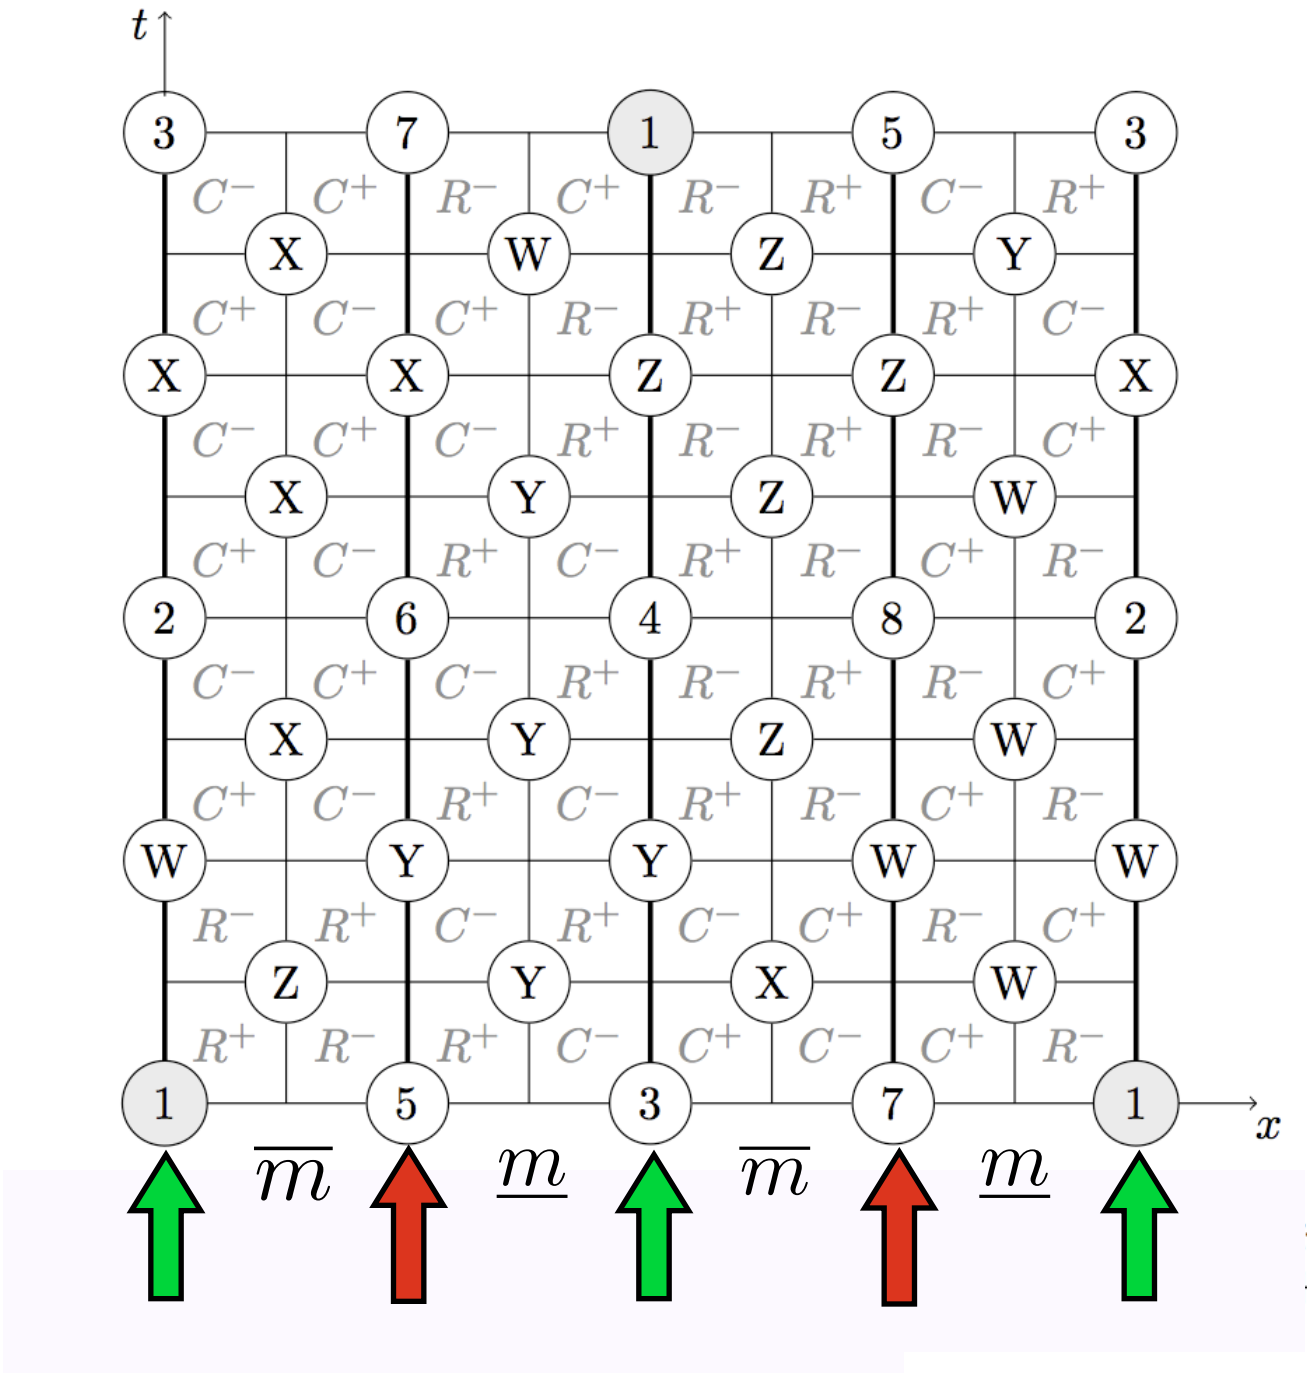 t
3 7 1 5 3
C⁻ C⁺ R⁻ C⁺ R⁻ R⁺ C⁻ R⁺
X W Z Y
C⁺ C⁻ C⁺ R⁻ R⁺ R⁻ R⁺ C⁻
X X Z Z X
C⁻ C⁺ C⁻ R⁺ R⁻ R⁺ R⁻ C⁺
X Y Z W
C⁺ C⁻ R⁺ C⁻ R⁺ R⁻ C⁺ R⁻
2 6 4 8 2
C⁻ C⁺ C⁻ R⁺ R⁻ R⁺ R⁻ C⁺
X Y Z W
C⁺ C⁻ R⁺ C⁻ R⁺ R⁻ C⁺ R⁻
W Y Y W W
R⁻ R⁺ C⁻ R⁺ C⁻ C⁺ R⁻ C⁺
Z Y X W
R⁺ R⁻ R⁺ C⁻ C⁺ C⁻ C⁺ R⁻
1 5 3 7 1
x
m̅ m̲ m̅ m̲